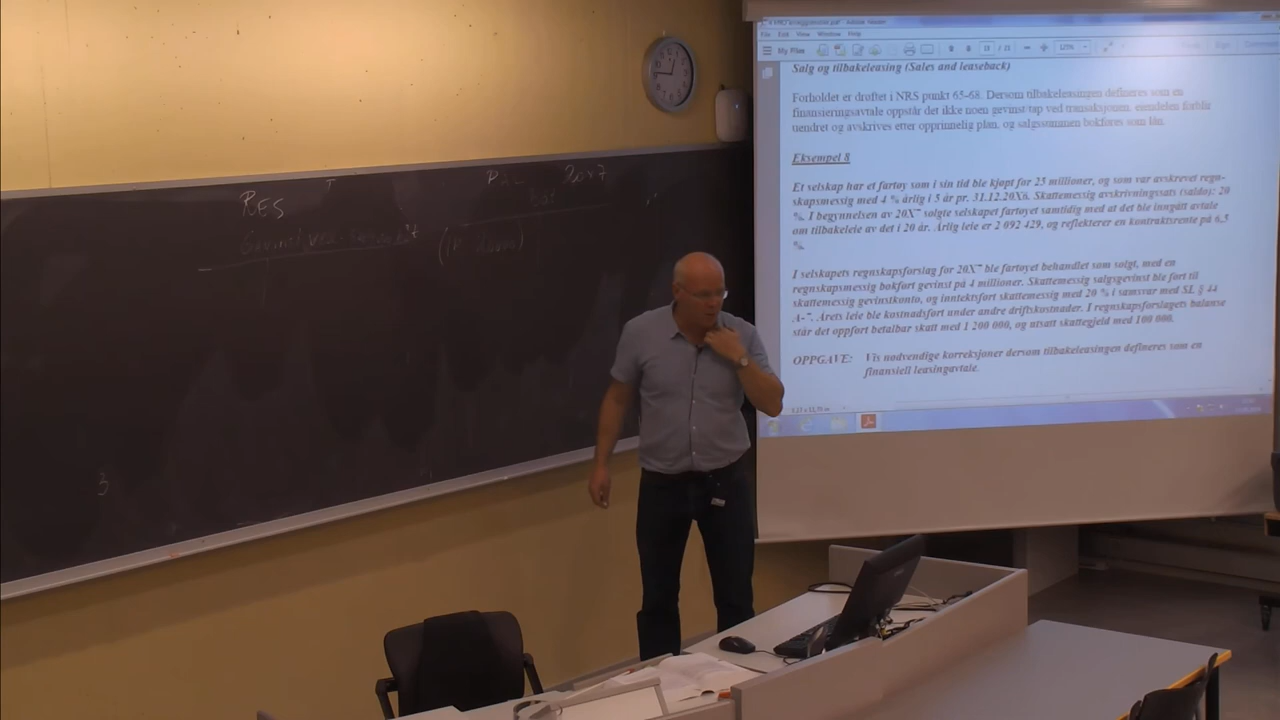 File Edit View Window Help
My Files
Salg og tilbakeleasing (Sales and leaseback)
Forholdet er drøftet i NRS punkt 65-68. Dersom tilbakeleasingen defineres som en
finansieringsavtale oppstår det ikke noen gevinst tap ved transaksjonen, eiendelen forblir
uendret og avskrives etter opprinnelig plan, og salgssummen bokføres som lån.
Eksempel 8
Et selskap har et fartøy som i sin tid ble kjøpt for 25 millioner, og som var avskrevet regn-
skapsmessig med 4 % årlig i 5 år pr. 31.12.20X6. Skattemessig avskrivningssats (saldo): 20
%. I begynnelsen av 20X7 solgte selskapet fartøyet samtidig med at det ble inngått avtale
om tilbakeleie av det i 20 år. Årlig leie er 2 092 429, og reflekterer en kontraktsrente på 6,5
%.
I selskapets regnskapsforslag for 20X7 ble fartøyet behandlet som solgt, med en
regnskapsmessig bokført gevinst på 4 millioner. Skattemessig salgsgevinst ble ført til
skattemessig gevinstkonto, og inntektsført skattemessig med 20 % i samsvar med SL § 44
A-7. Årets leie ble kostnadsført under andre driftskostnader. I regnskapsforslagets balanse
står det oppført betalbar skatt med 1 200 000, og utsatt skattegjeld med 100 000.
OPPGAVE: Vis nødvendige korreksjoner dersom tilbakeleasingen defineres som en
finansiell leasingavtale.
RES
3